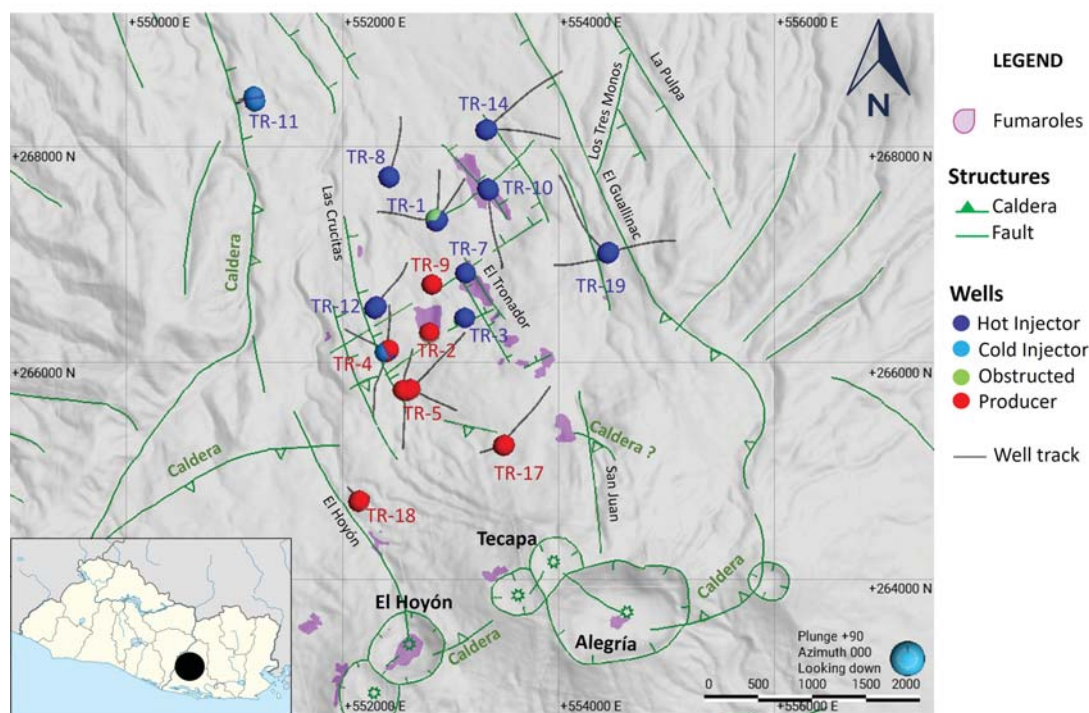 +550000 E
+552000 E
+554000 E
+556000 E
LEGEND
Fumaroles
Structures
Caldera
Fault
Wells
Hot Injector
Cold Injector
Obstructed
Producer
Well track
N
La Pulpa
Los Tres Monos
El Guallinac
TR-11
TR-14
+268000 N
+268000 N
TR-8
TR-10
TR-1
Las Crucitas
Caldera
TR-7
TR-9
El Tronador
TR-19
TR-12
TR-3
TR-2
TR-4
+266000 N
+266000 N
TR-5
Caldera ?
TR-17
Caldera
San Juan
El Hoyón
TR-18
Tecapa
+264000 N
Caldera
El Hoyón
Alegría
Caldera
Plunge +90
Azimuth 000
Looking down
0 500 1000 1500 2000
+552000 E
+554000 E
+556000 E